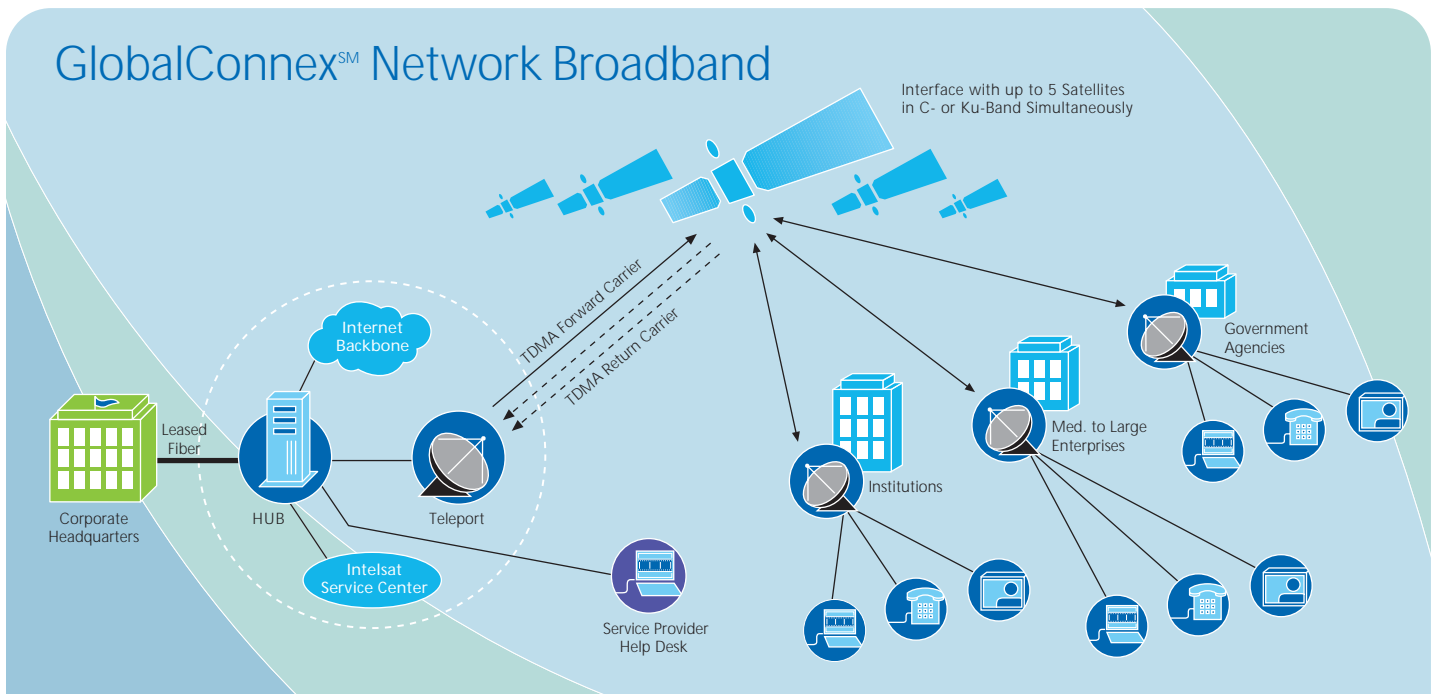 GlobalConnex℠ Network Broadband
Interface with up to 5 Satellites
in C- or Ku-Band Simultaneously
TDMA Forward Carrier
TDMA Return Carrier
Internet
Backbone
Leased
Fiber
Corporate
Headquarters
HUB
Teleport
Intelsat
Service Center
Service Provider
Help Desk
Institutions
Med. to Large
Enterprises
Government
Agencies